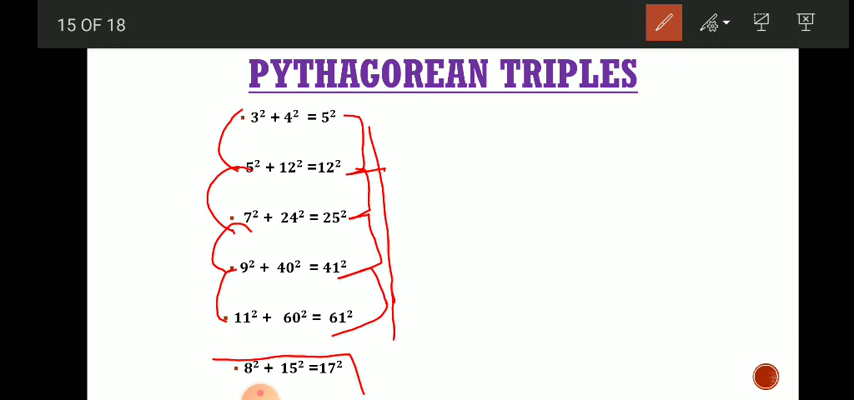 15 OF 18
PYTHAGOREAN TRIPLES
▪ 3² + 4² = 5²
5² + 12² =12²
▪ 7² + 24² = 25²
▪ 9² + 40² = 41²
▪ 11² + 60² = 61²
▪ 8² + 15² =17²